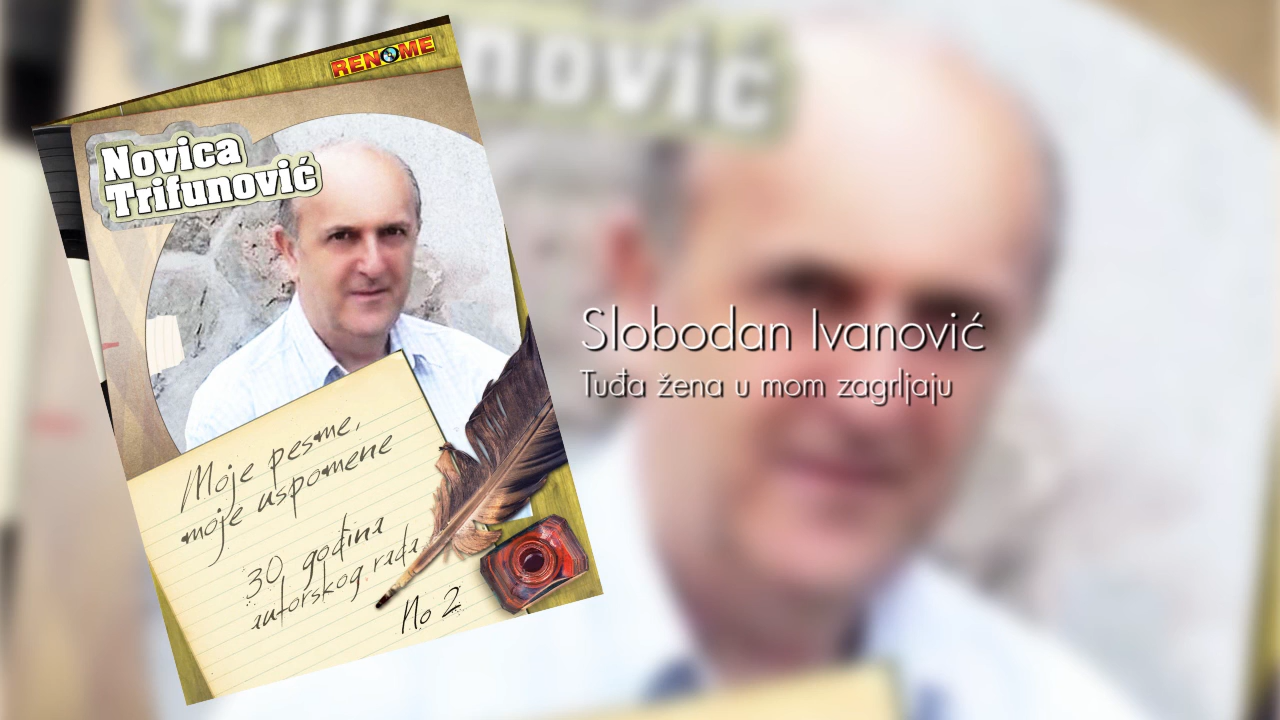 RENOME
Novica
Trifunović
Moje pesme,
moje uspomene
30 godina
autorskog rada
No 2
Slobodan Ivanović
Tuđa žena u mom zagrljaju
Trifunović